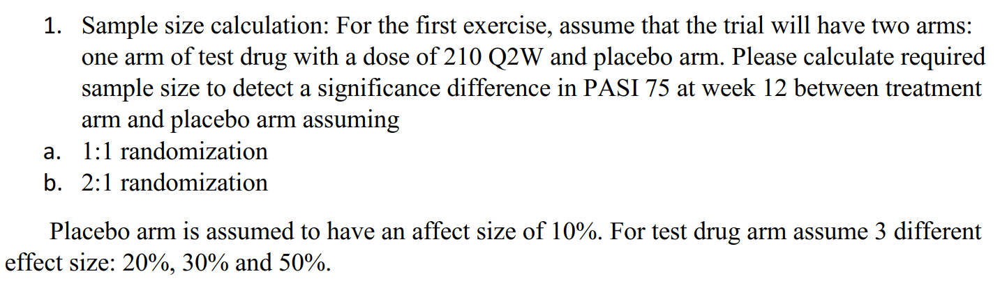 1. Sample size calculation: For the first exercise, assume that the trial will have two arms:
one arm of test drug with a dose of 210 Q2W and placebo arm. Please calculate required
sample size to detect a significance difference in PASI 75 at week 12 between treatment
arm and placebo arm assuming
a. 1:1 randomization
b. 2:1 randomization
Placebo arm is assumed to have an affect size of 10%. For test drug arm assume 3 different
effect size: 20%, 30% and 50%.